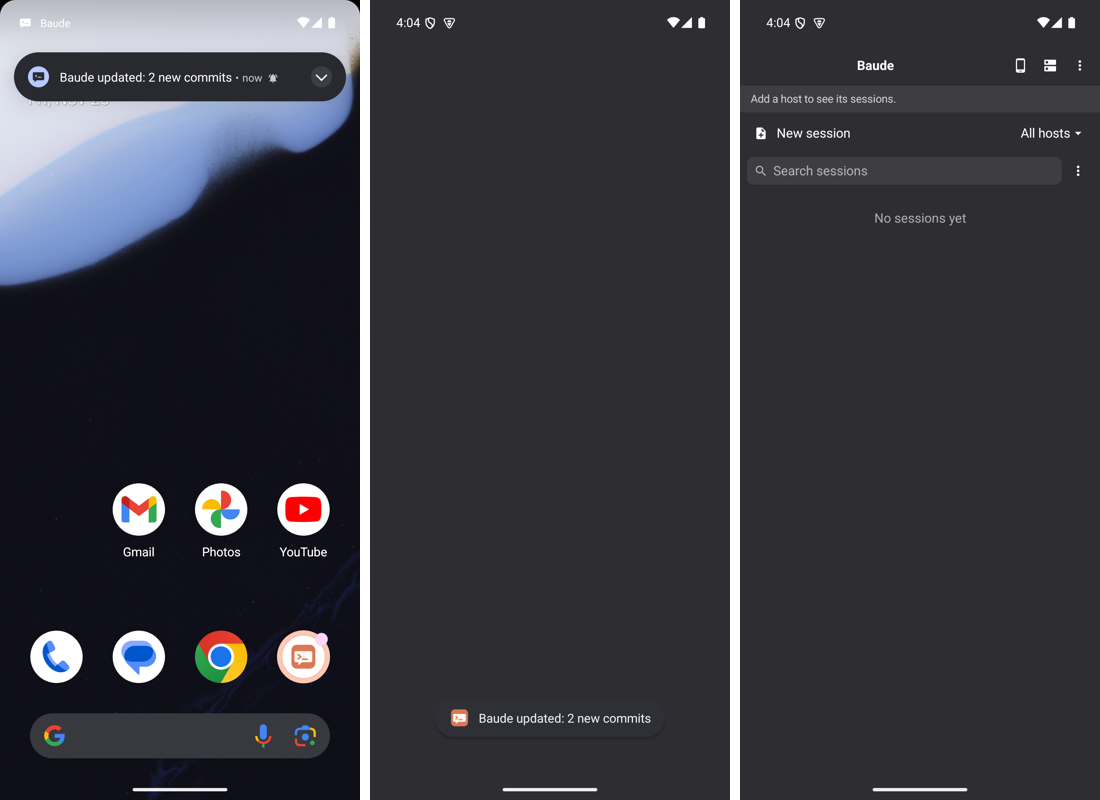 Baude
Baude updated: 2 new commits • now
Gmail
Photos
YouTube
4:04
Baude updated: 2 new commits
4:04
Baude
Add a host to see its sessions.
New session
All hosts
Search sessions
No sessions yet